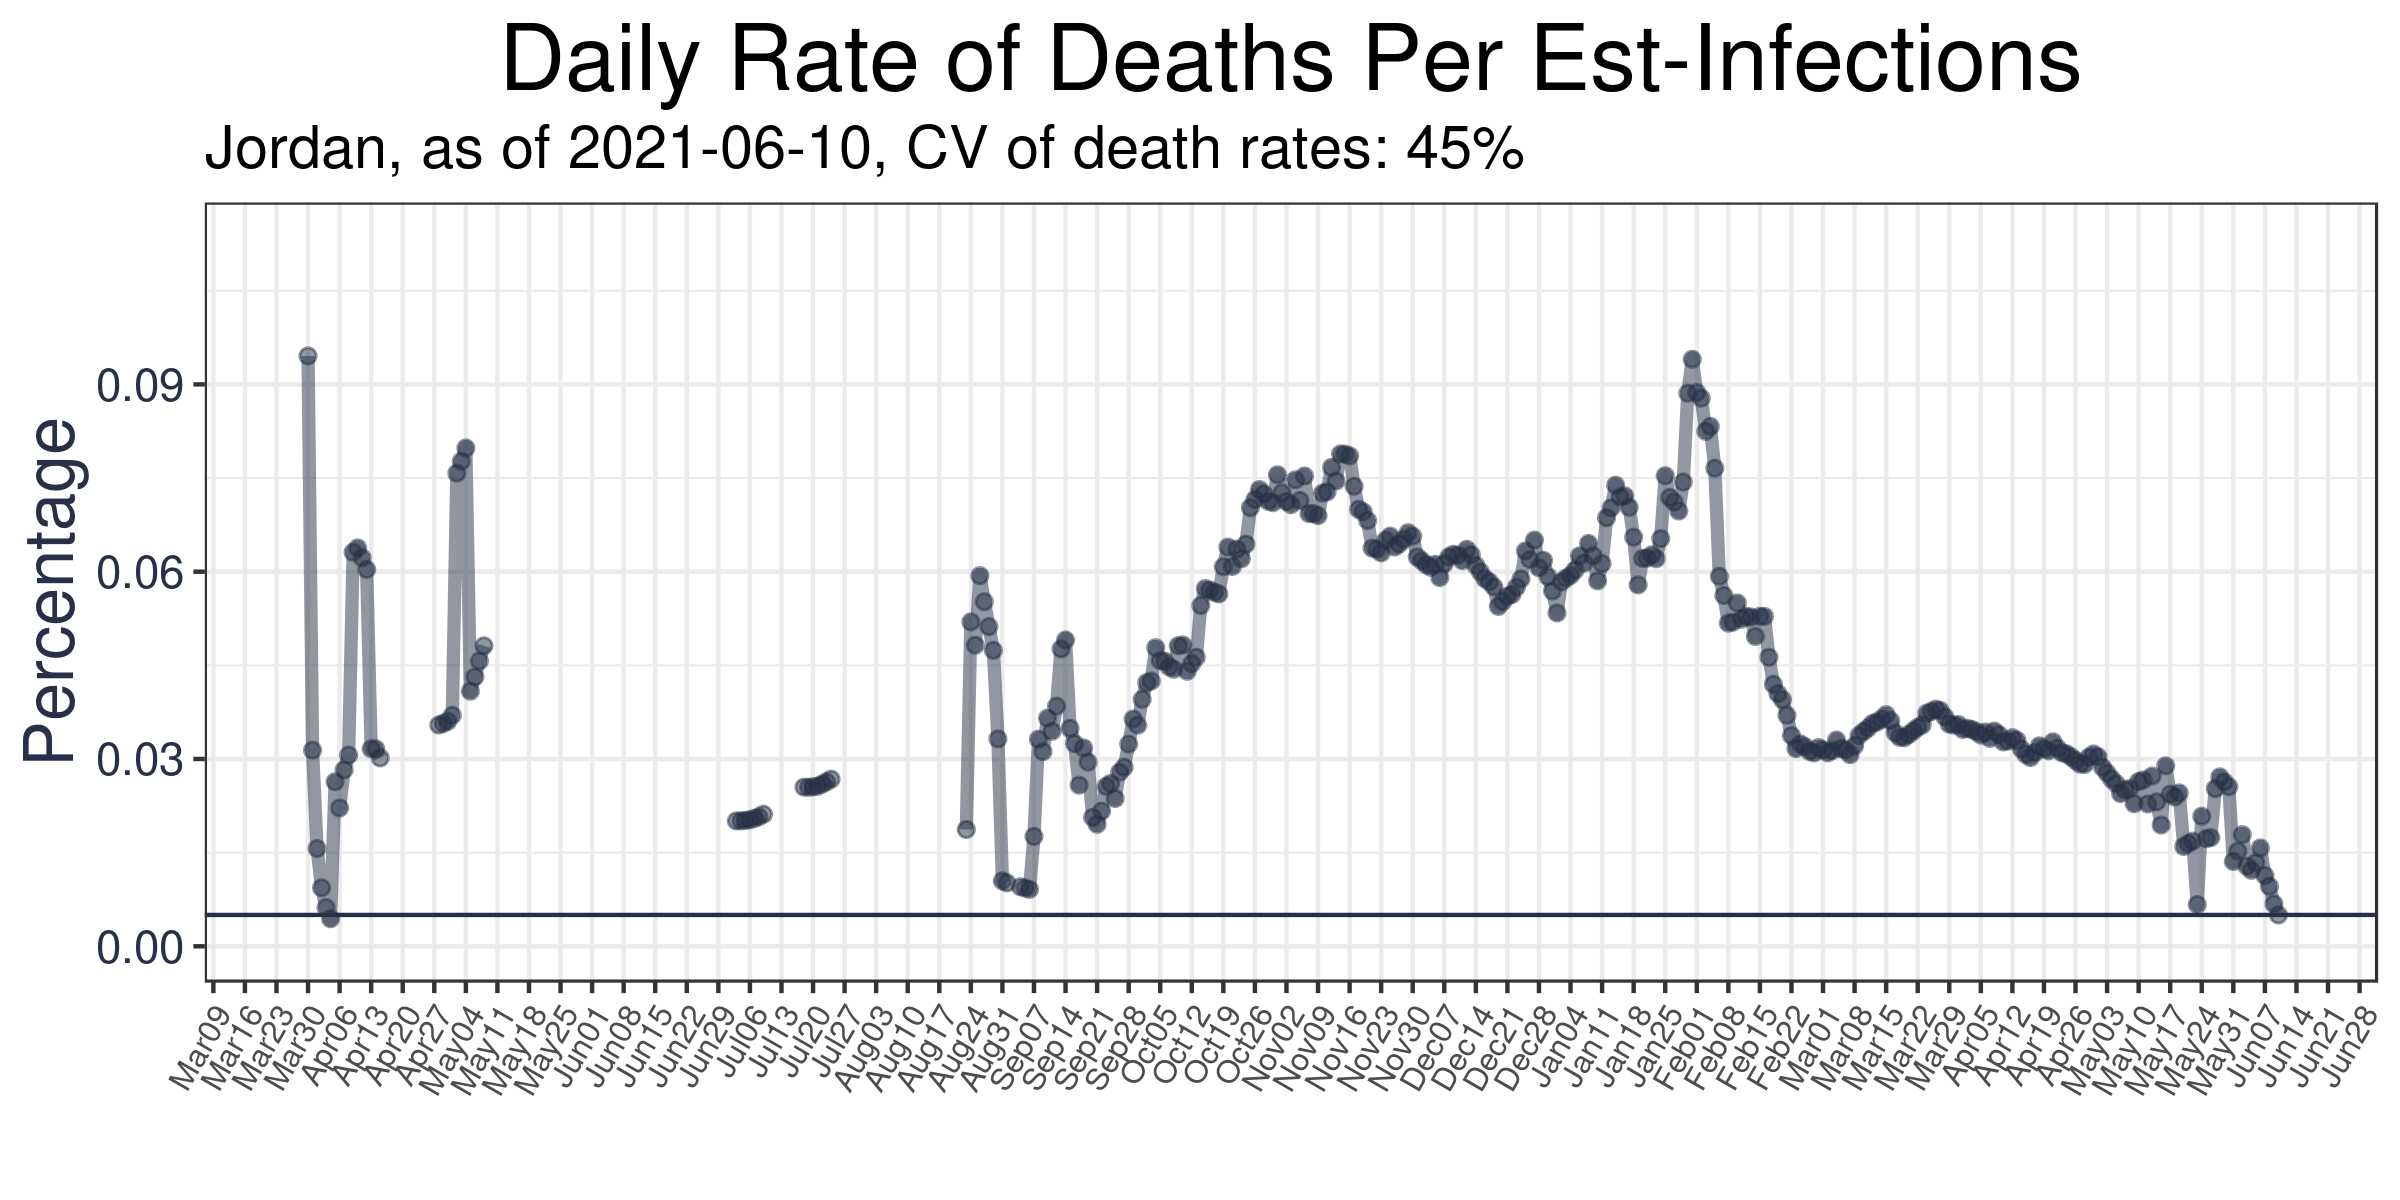 Daily Rate of Deaths Per Est-Infections
Jordan, as of 2021-06-10, CV of death rates: 45%
Percentage
0.09
0.06
0.03
0.00
Mar09
Mar16
Mar23
Mar30
Apr06
Apr13
Apr20
Apr27
May04
May11
May18
May25
Jun01
Jun08
Jun15
Jun22
Jun29
Jul06
Jul13
Jul20
Jul27
Aug03
Aug10
Aug17
Aug24
Aug31
Sep07
Sep14
Sep21
Sep28
Oct05
Oct12
Oct19
Oct26
Nov02
Nov09
Nov16
Nov23
Nov30
Dec07
Dec14
Dec21
Dec28
Jan04
Jan11
Jan18
Jan25
Feb01
Feb08
Feb15
Feb22
Mar01
Mar08
Mar15
Mar22
Mar29
Apr05
Apr12
Apr19
Apr26
May03
May10
May17
May24
May31
Jun07
Jun14
Jun21
Jun28